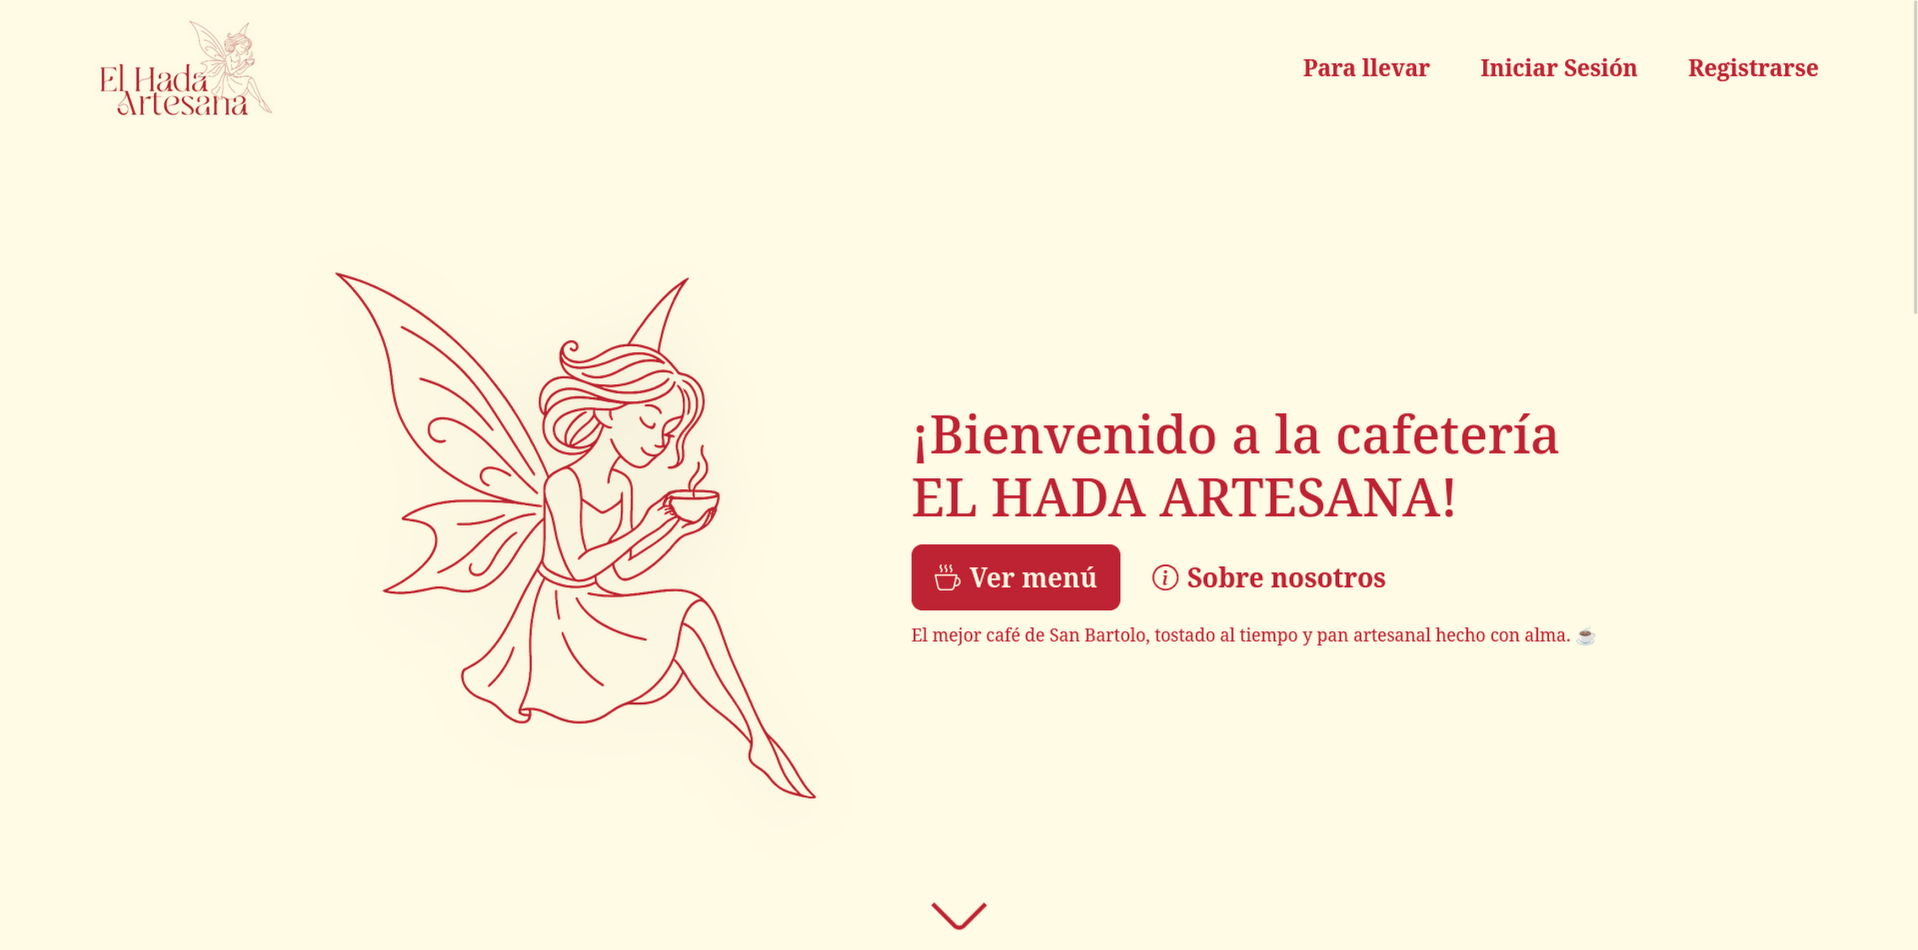 El Hada
Artesana
Para llevar
Iniciar Sesión
Registrarse
¡Bienvenido a la cafetería
EL HADA ARTESANA!
Ver menú
Sobre nosotros
El mejor café de San Bartolo, tostado al tiempo y pan artesanal hecho con alma. ☕